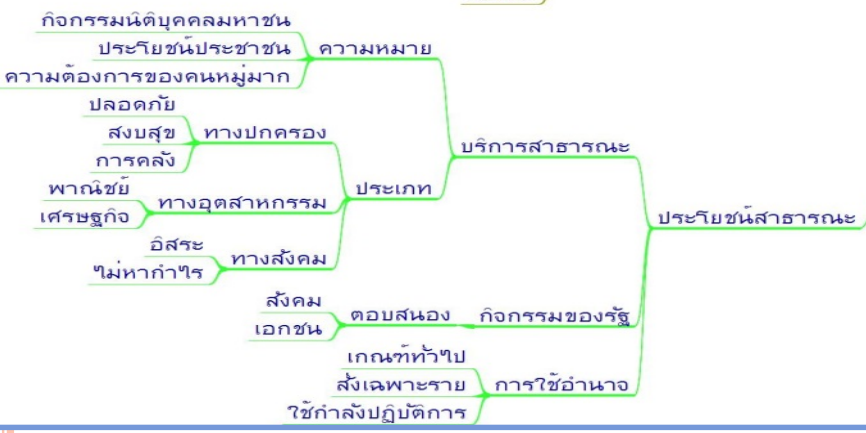 กิจกรรมนิติบุคคลมหาชน
ประโยชน์ประชาชน
ความต้องการของคนหมู่มาก
ความหมาย
ปลอดภัย
สงบสุข
การคลัง
ทางปกครอง
พาณิชย์
เศรษฐกิจ
ทางอุตสาหกรรม
อิสระ
ไม่หากำไร
ทางสังคม
ประเภท
บริการสาธารณะ
สังคม
เอกชน
ตอบสนอง
กิจกรรมของรัฐ
เกณฑ์ทั่วไป
สั่งเฉพาะราย
ใช้กำลังปฏิบัติการ
การใช้อำนาจ
ประโยชน์สาธารณะ